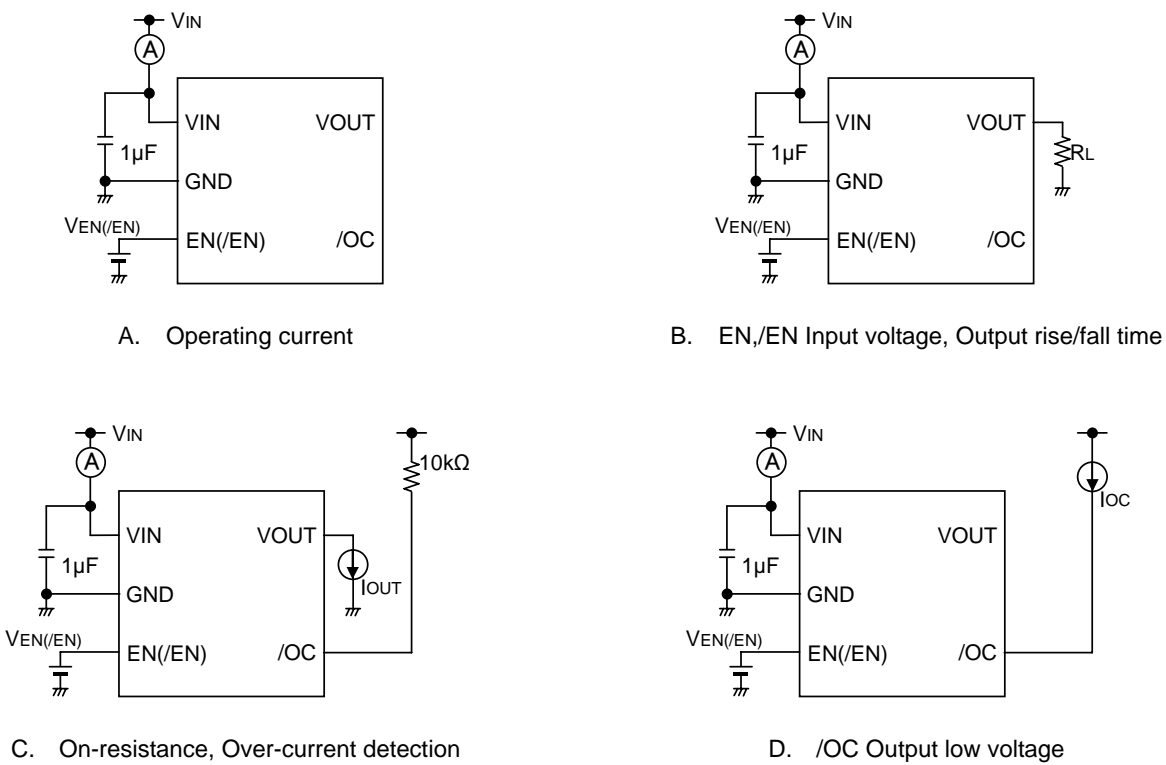 VIN
A
VIN VOUT
1µF
GND
VEN(/EN)
EN(/EN) /OC
A. Operating current
VIN
A
VIN VOUT
1µF RL
GND
VEN(/EN)
EN(/EN) /OC
B. EN,/EN Input voltage, Output rise/fall time
VIN
A 10kΩ
VIN VOUT
1µF IOUT
GND
VEN(/EN)
EN(/EN) /OC
C. On-resistance, Over-current detection
VIN
A
IOC
VIN VOUT
1µF
GND
VEN(/EN)
EN(/EN) /OC
D. /OC Output low voltage